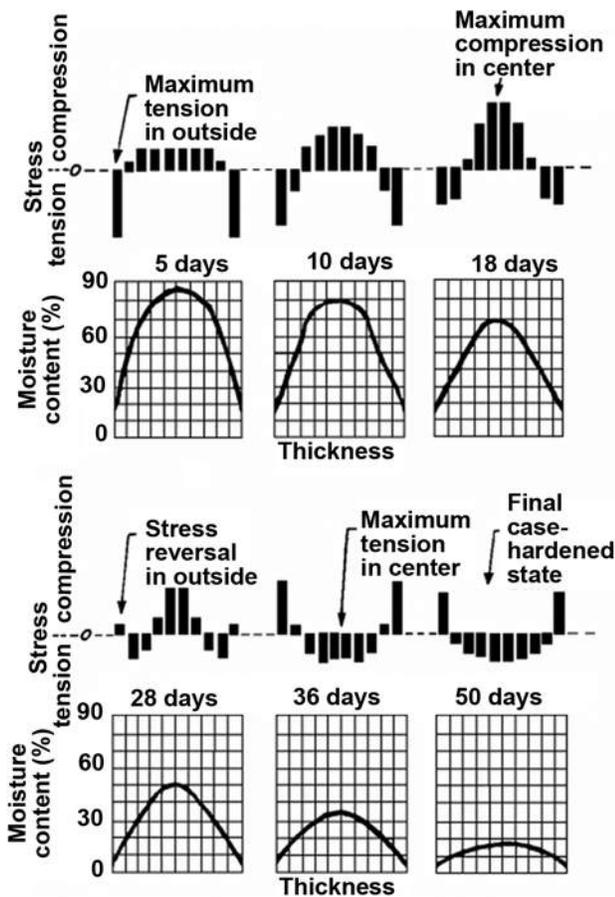 Maximum
tension
in outside
Maximum
compression
in center
Stress
tension compression
0
5 days
10 days
18 days
Moisture
content (%)
90
60
30
0
Thickness
Stress
reversal
in outside
Maximum
tension
in center
Final
case-
hardened
state
Stress
tension compression
0
28 days
36 days
50 days
Moisture
content (%)
90
60
30
0
Thickness